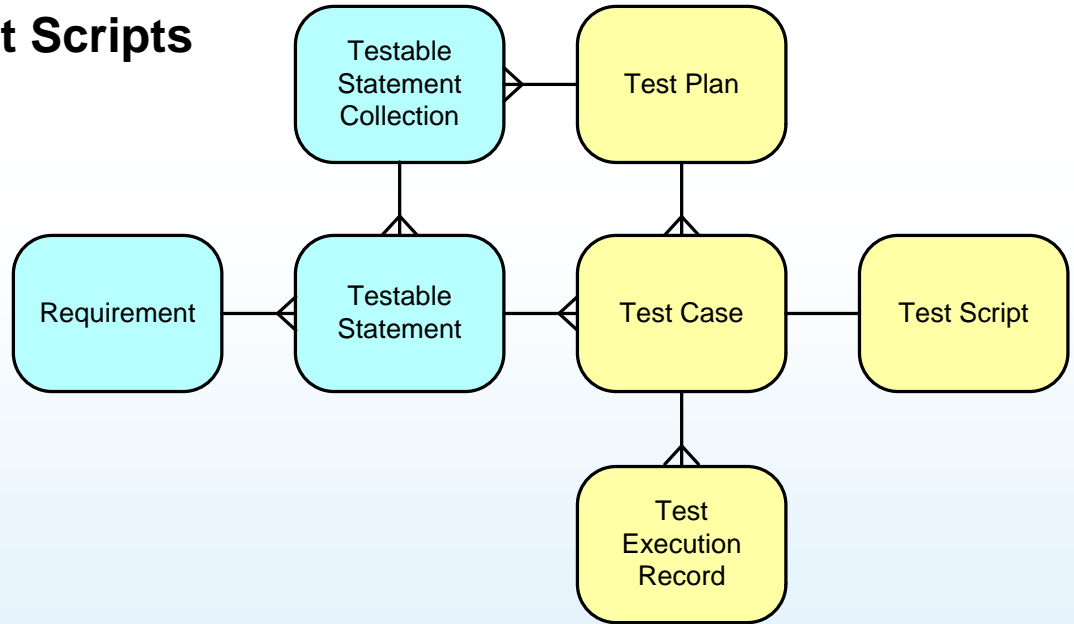 t Scripts
Testable
Statement
Collection
Test Plan
Requirement
Testable
Statement
Test Case
Test Script
Test
Execution
Record